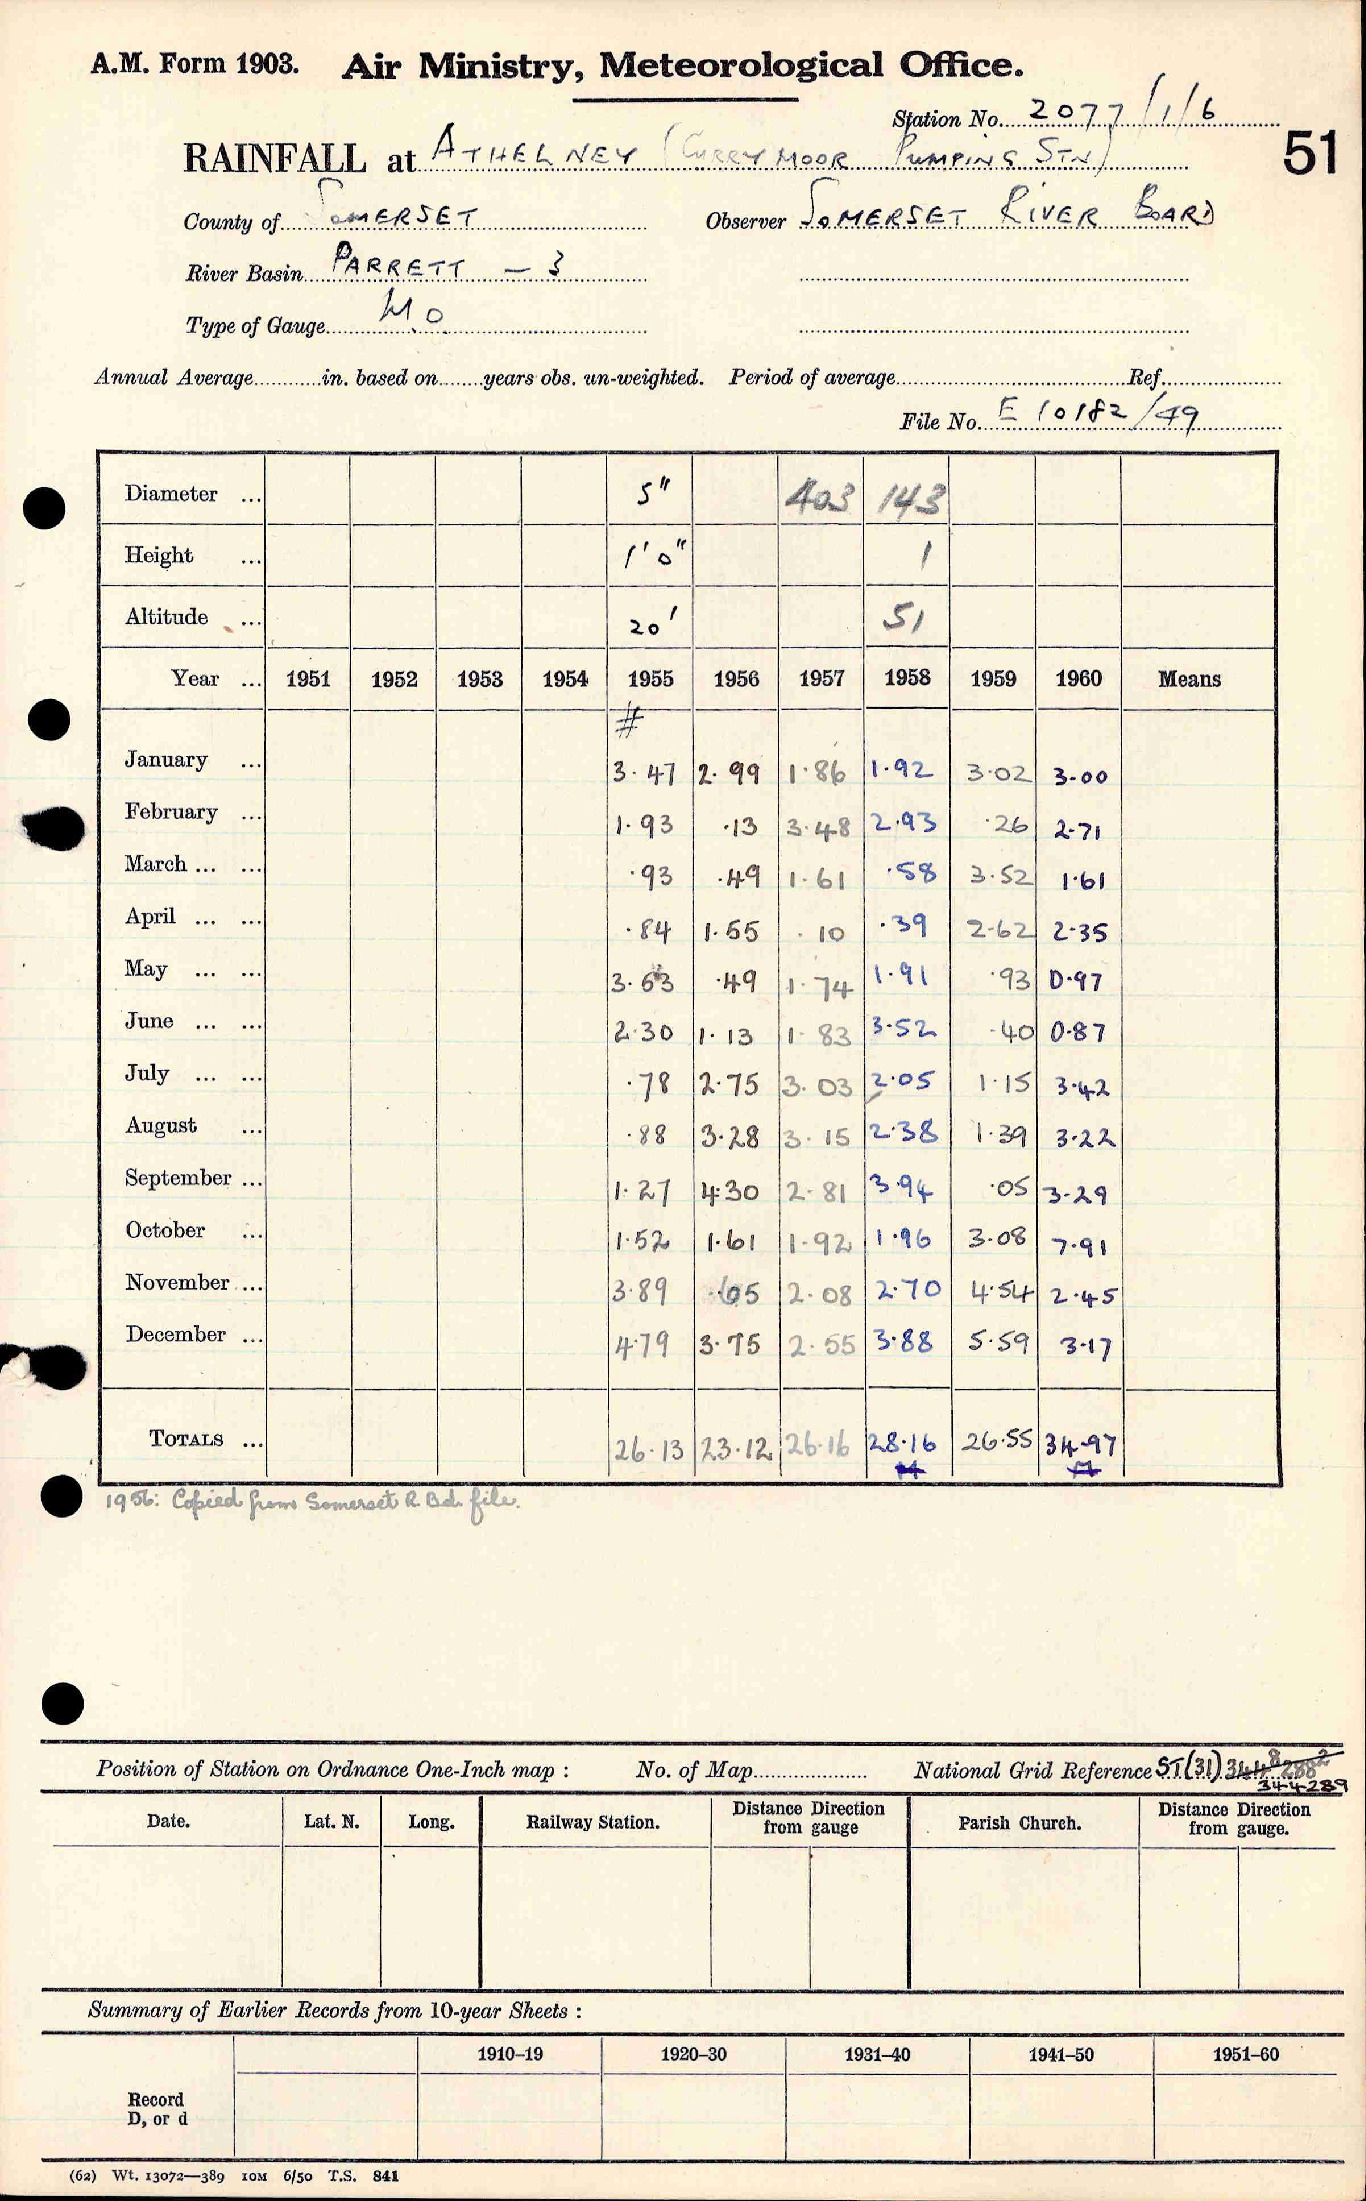 A.M. Form 1903. Air Ministry, Meteorological Office.
Station No. 2077/1/6
51
RAINFALL at ATHELNEY (CURRYMOOR PUMPING STN)
County of SOMERSET Observer SOMERSET RIVER BOARD
River Basin PARRETT - 3
Type of Gauge MO
Annual Average in. based on years obs. un-weighted. Period of average Ref.
File No. E 10182/49
Diameter ... 5" 403 143
Height ... 1'0" 1
Altitude ... 20' 51
Year ... 1951 1952 1953 1954 1955 1956 1957 1958 1959 1960 Means
#
January ... 3.47 2.99 1.86 1.92 3.02 3.00
February ... 1.93 .13 3.48 2.93 .26 2.71
March ... ... .93 .49 1.61 .58 3.52 1.61
April ... ... .84 1.55 .10 .39 2.62 2.35
May ... ... 3.53 .49 1.74 1.91 .93 0.97
June ... ... 2.30 1.13 1.83 3.52 .40 0.87
July ... ... .78 2.75 3.03 2.05 1.15 3.42
August ... .88 3.28 3.15 2.38 1.39 3.22
September ... 1.27 4.30 2.81 3.94 .05 3.29
October ... 1.52 1.61 1.92 1.96 3.08 7.91
November ... 3.89 .65 2.08 2.70 4.54 2.45
December ... 4.79 3.75 2.55 3.88 5.59 3.17
TOTALS ... 26.13 23.12 26.16 28.16 26.55 34.97
1956: Copied from Somerset R. Bd. file.
Position of Station on Ordnance One-Inch map : No. of Map National Grid Reference ST(31) 344 288
344289
Date. Lat. N. Long. Railway Station. Distance from gauge Direction Parish Church. Distance from gauge. Direction
Summary of Earlier Records from 10-year Sheets :
1910–19 1920–30 1931–40 1941–50 1951–60
Record
D, or d
(62) Wt. 13072—389 10M 6/50 T.S. 841